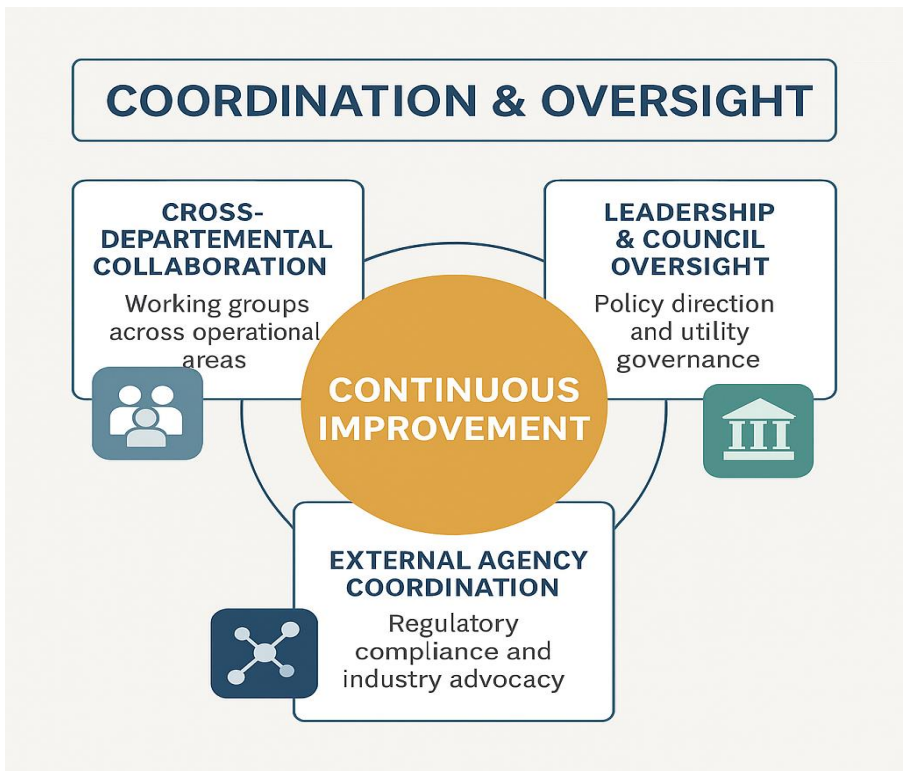 COORDINATION & OVERSIGHT
CROSS-
DEPARTEMENTAL
COLLABORATION
Working groups
across operational
areas
LEADERSHIP
& COUNCIL
OVERSIGHT
Policy direction
and utility
governance
CONTINUOUS
IMPROVEMENT
EXTERNAL AGENCY
COORDINATION
Regulatory
compliance and
industry advocacy